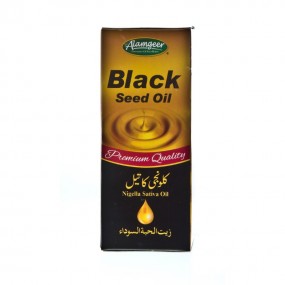 Alamgeer
Black
Seed Oil
Premium Quality
کلونجی کا تیل
Nigella Sativa Oil
زيت الحبة السوداء